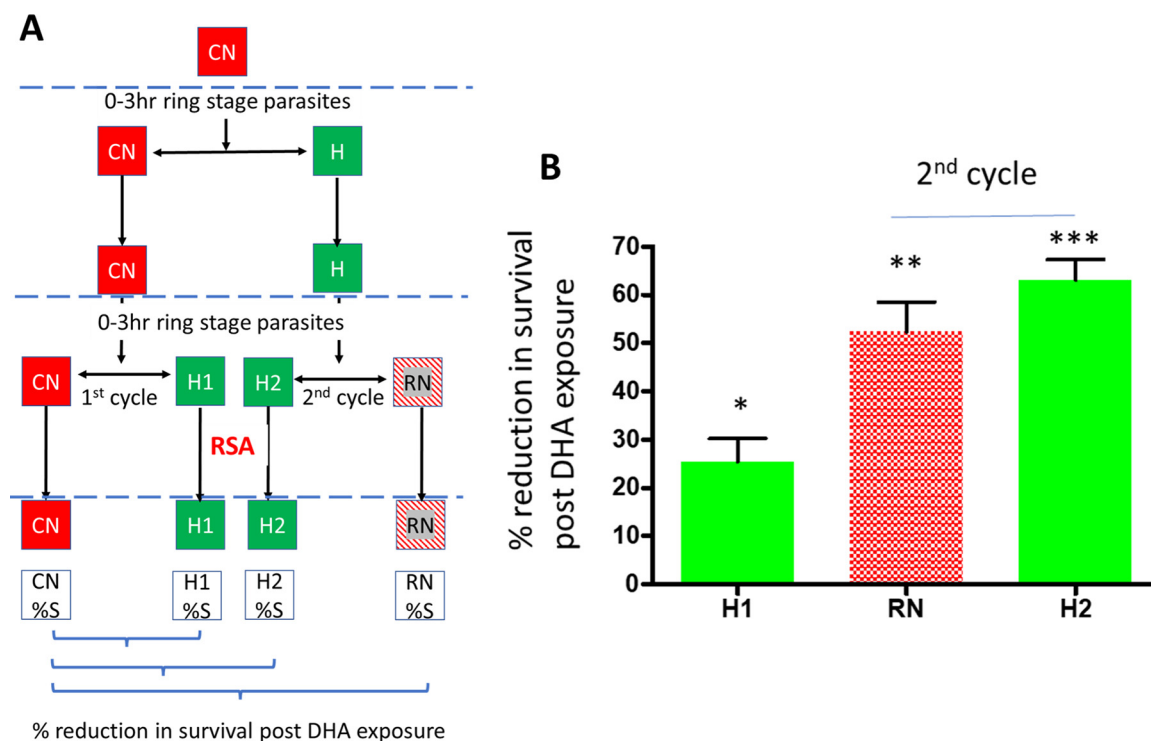 A
CN
0-3hr ring stage parasites
CN
H
CN
H
0-3hr ring stage parasites
CN
H1
H2
RN
1st cycle
2nd cycle
RSA
CN
H1
H2
RN
CN
%S
H1
%S
H2
%S
RN
%S
% reduction in survival post DHA exposure
B
2nd cycle
% reduction in survival
post DHA exposure
70
60
50
40
30
20
10
0
*
**
***
H1
RN
H2